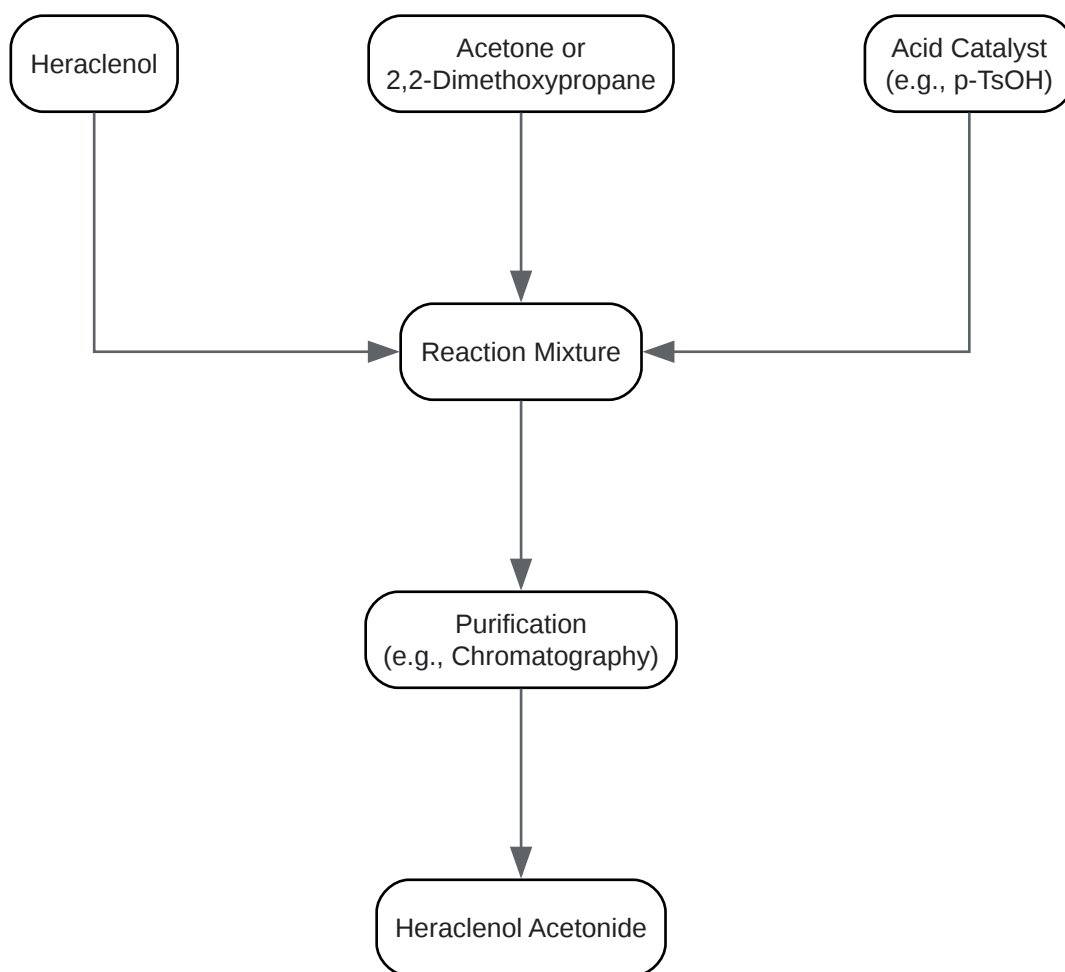 Heraclenol
Acetone or
2,2-Dimethoxypropane
Acid Catalyst
(e.g., p-TsOH)
Reaction Mixture
Purification
(e.g., Chromatography)
Heraclenol Acetonide